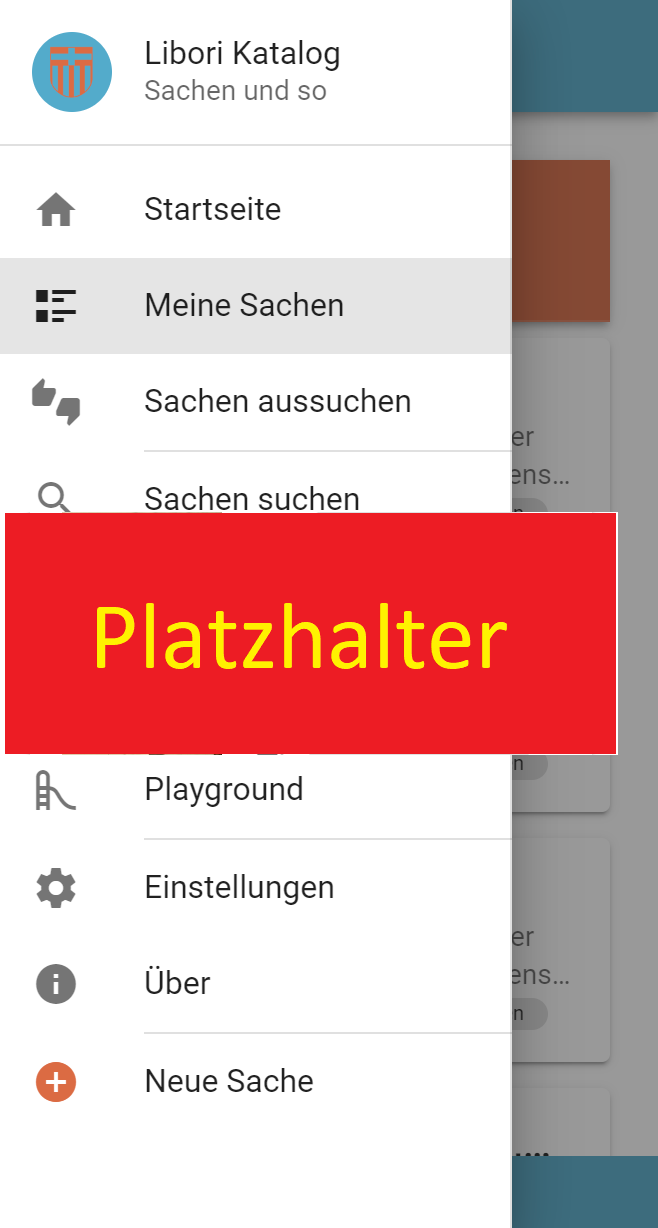 Libori Katalog
Sachen und so
Startseite
Meine Sachen
Sachen aussuchen
er
ens…
Sachen suchen
Platzhalter
n
Playground
Einstellungen
er
ens…
Über
n
Neue Sache